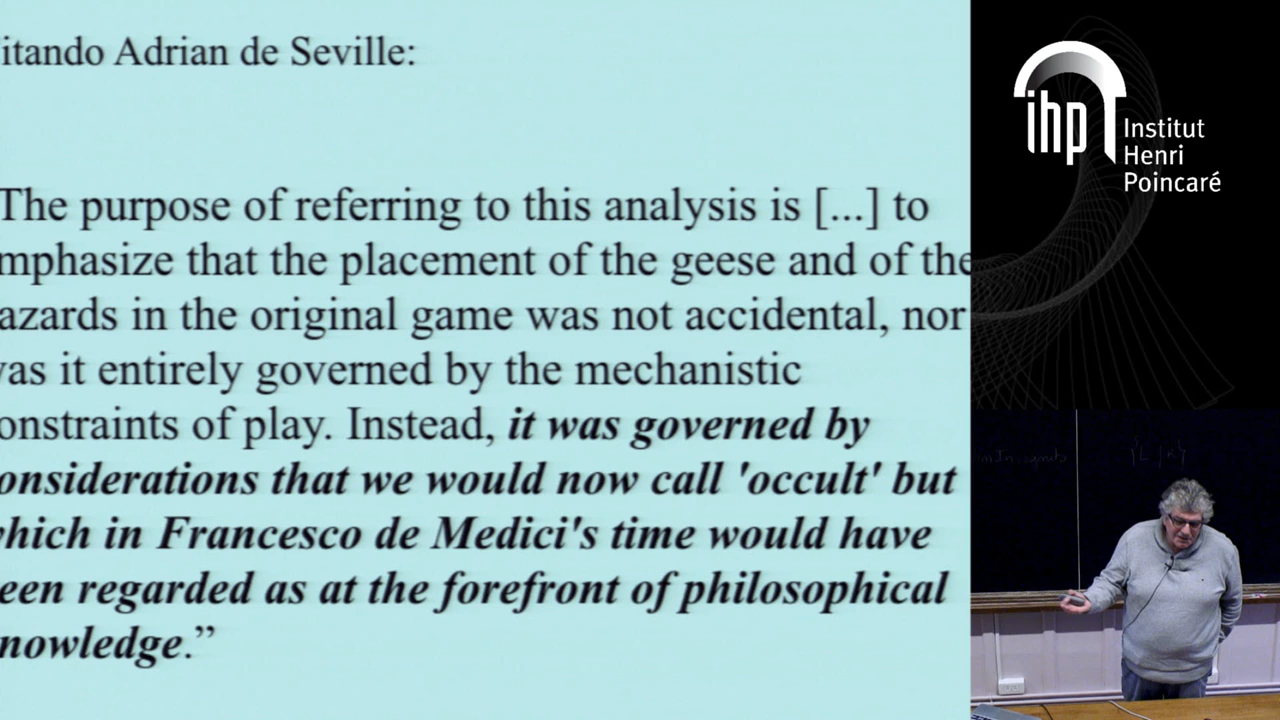 itando Adrian de Seville:
The purpose of referring to this analysis is [...] to
mphasize that the placement of the geese and of the
azards in the original game was not accidental, nor
vas it entirely governed by the mechanistic
onstraints of play. Instead, it was governed by
onsiderations that we would now call 'occult' but
vhich in Francesco de Medici's time would have
een regarded as at the forefront of philosophical
nowledge.”
ihp
Institut
Henri
Poincaré